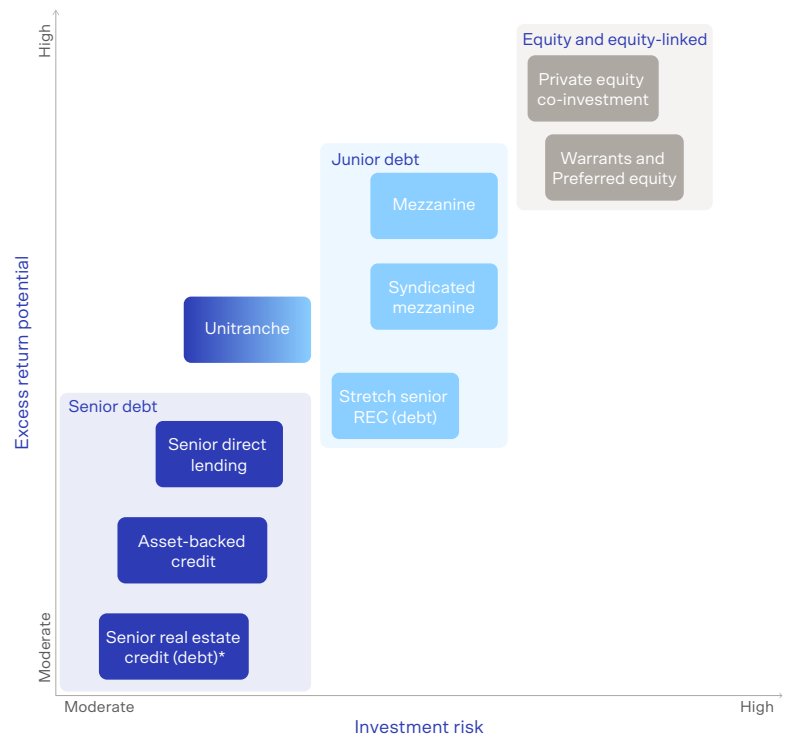 High
Equity and equity-linked
Private equity
co-investment
Warrants and
Preferred equity
Junior debt
Mezzanine
Syndicated
mezzanine
Stretch senior
REC (debt)
Unitranche
Excess return potential
Senior debt
Senior direct
lending
Asset-backed
credit
Senior real estate
credit (debt)*
Moderate
Moderate
High
Investment risk